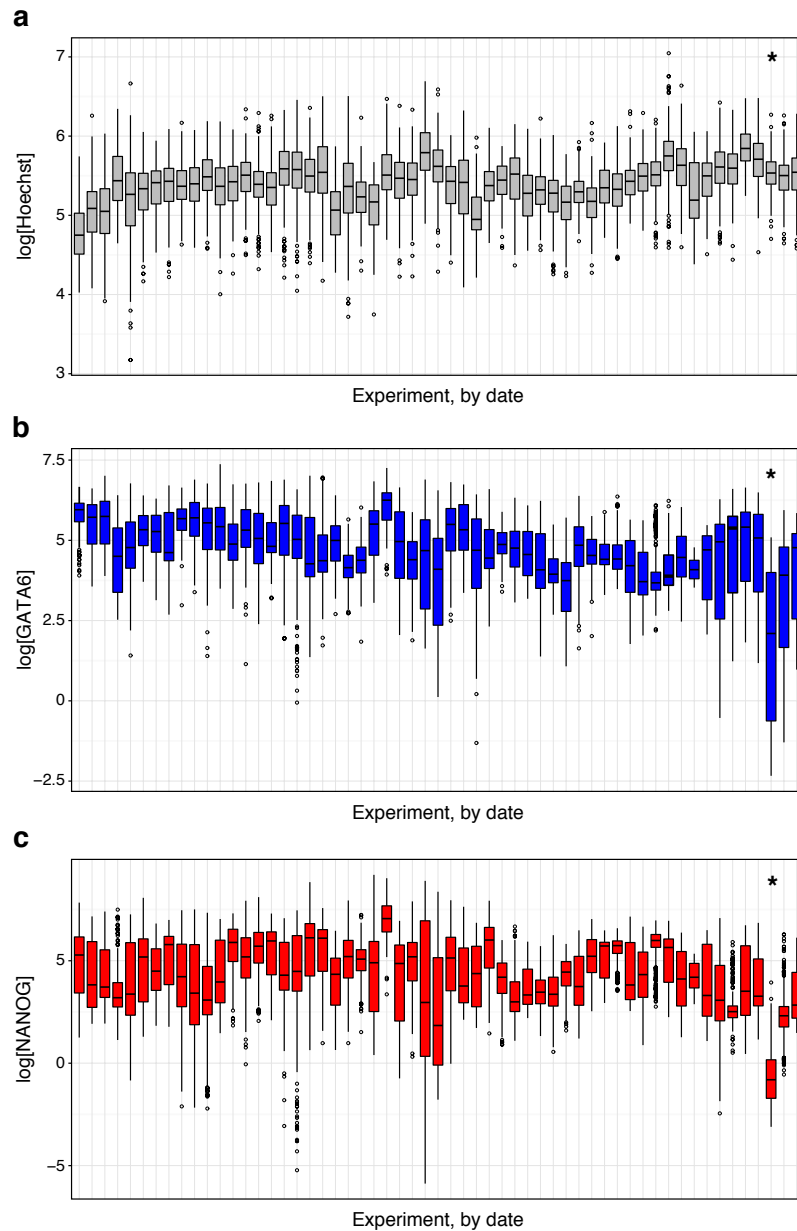 a
7
6
5
4
3
log[Hoechst]
*
Experiment, by date
b
7.5
5
2.5
0
−2.5
log[GATA6]
*
Experiment, by date
c
5
0
−5
log[NANOG]
*
Experiment, by date